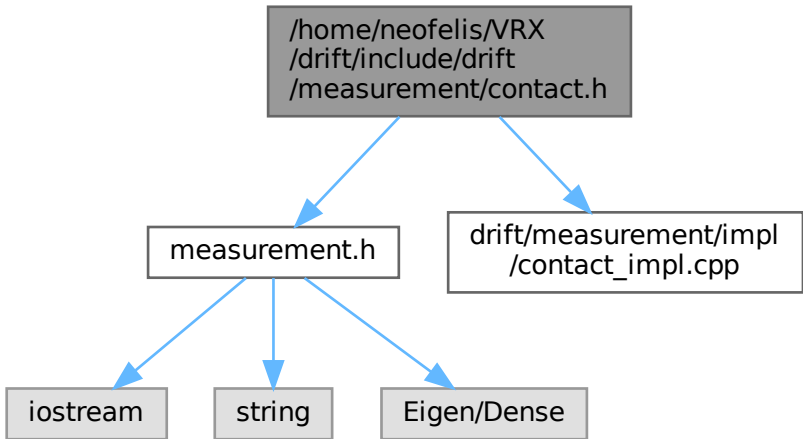 /home/neofelis/VRX
/drift/include/drift
/measurement/contact.h
measurement.h
drift/measurement/impl
/contact_impl.cpp
iostream
string
Eigen/Dense